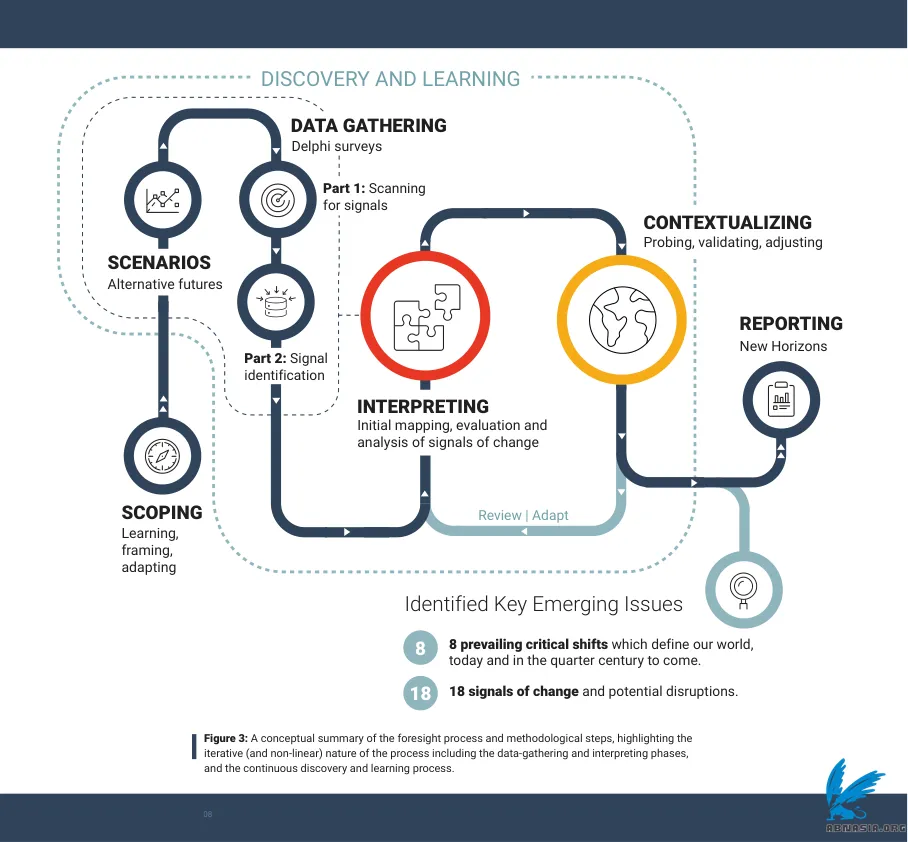 DISCOVERY AND LEARNING
DATA GATHERING
Delphi surveys
Part 1: Scanning
for signals
SCENARIOS
Alternative futures
CONTEXTUALIZING
Probing, validating, adjusting
REPORTING
New Horizons
Part 2: Signal
identification
INTERPRETING
Initial mapping, evaluation and
analysis of signals of change
SCOPING
Learning,
framing,
adapting
Review | Adapt
Identified Key Emerging Issues
8
8 prevailing critical shifts which define our world,
today and in the quarter century to come.
18
18 signals of change and potential disruptions.
Figure 3: A conceptual summary of the foresight process and methodological steps, highlighting the
iterative (and non-linear) nature of the process including the data-gathering and interpreting phases,
and the continuous discovery and learning process.
06
ABNASIA.ORG